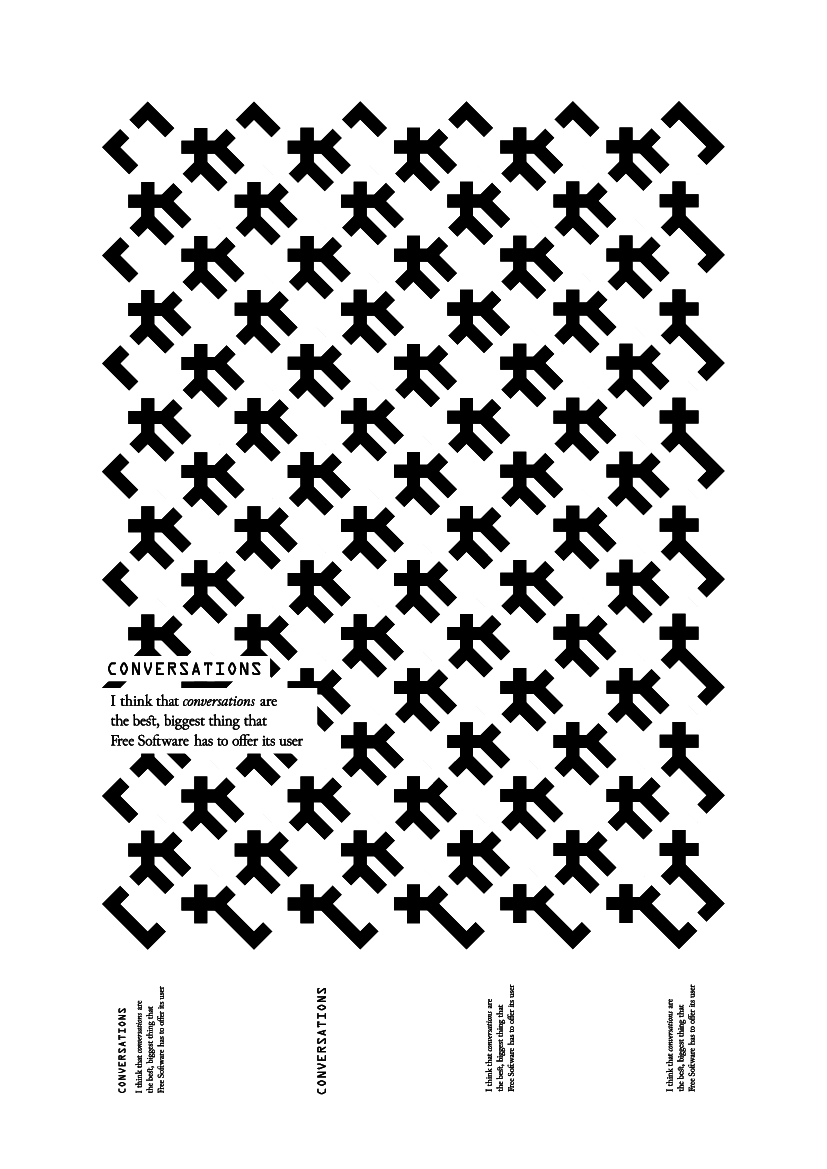 CONVERSATIONS
I think that conversations are
the best, biggest thing that
Free Software has to offer its user
CONVERSATIONS
I think that conversations are
the best, biggest thing that
Free Software has to offer its user
CONVERSATIONS
I think that conversations are
the best, biggest thing that
Free Software has to offer its user
I think that conversations are
the best, biggest thing that
Free Software has to offer its user